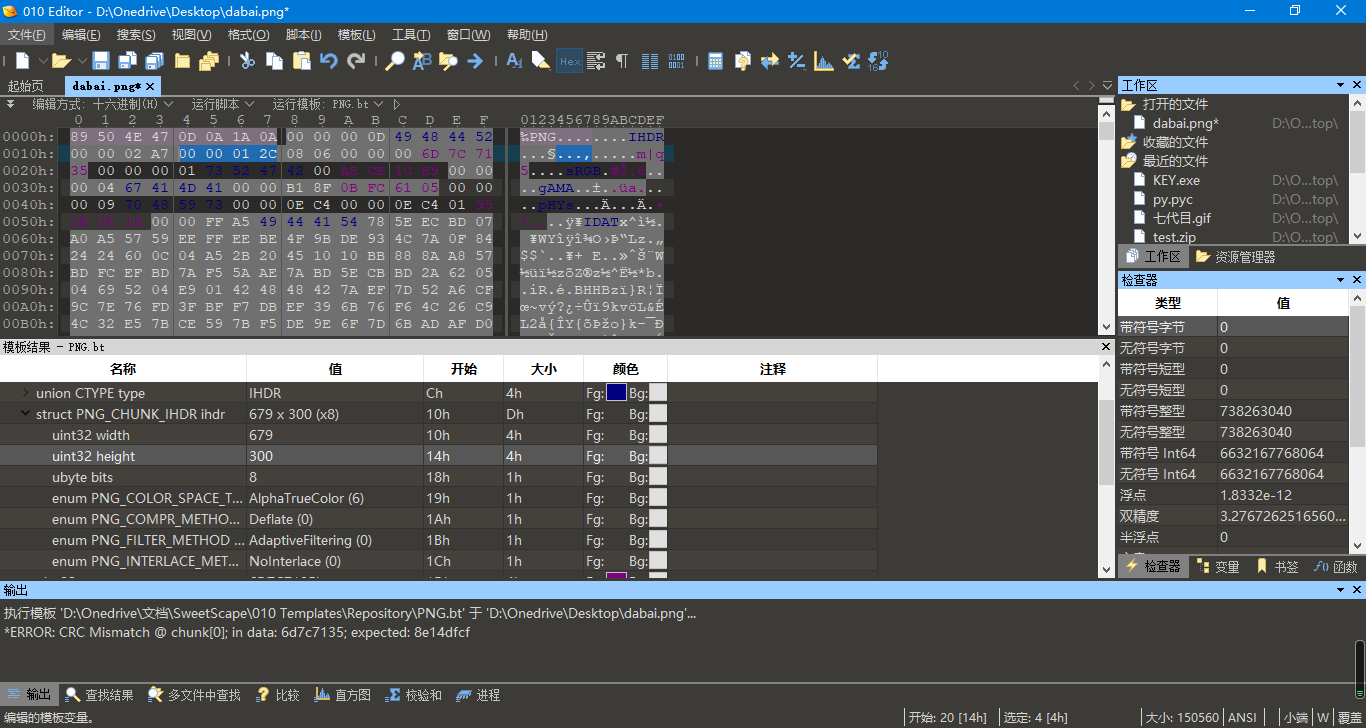 010 Editor - D:\Onedrive\Desktop\dabai.png*
文件(F) 编辑(E) 搜索(S) 视图(V) 格式(O) 脚本(I) 模板(L) 工具(T) 窗口(W) 帮助(H)
起始页 dabai.png*
编辑方式: 十六进制(H) 运行脚本 运行模板: PNG.bt
0 1 2 3 4 5 6 7 8 9 A B C D E F 0123456789ABCDEF
0000h: 89 50 4E 47 0D 0A 1A 0A 00 00 00 0D 49 48 44 52 ‰PNG........IHDR
0010h: 00 00 02 A7 00 00 01 2C 08 06 00 00 00 6D 7C 71 ...§...,.....m|q
0020h: 35 00 00 00 01 73 52 47 42 00 AE CE 1C E9 00 00 5....sRGB.®Î.é..
0030h: 00 04 67 41 4D 41 00 00 B1 8F 0B FC 61 05 00 00 ..gAMA..±..üa...
0040h: 00 09 70 48 59 73 00 00 0E C4 00 00 0E C4 01 35 ..pHYs...Ä...Ä.
0050h: 00 00 FF A5 49 44 41 54 78 5E EC BD 07 ..ÿ¥IDATx^ì½.
0060h: A0 A5 57 59 EE FF EE BE 4F 9B DE 93 4C 7A 0F 84 ¥WYîÿî¾O›Þ“Lz.„
0070h: 24 24 60 0C 04 A5 2B 20 45 10 10 BB 88 8A A8 57 $$`..¥+ E..»ˆŠ¨W
0080h: BD FC EF BD 7A F5 5A AE 7A BD 5E CB BD D2 2A 62 05
0090h: 04 69 52 04 E9 01 42 48 48 42 7A EF 7D 52 A6 CF .iR.é.BHHBzï}R¦Ï
00A0h: 9C 7E 76 FD 3F BF F7 DB EF 39 6B 76 F6 4C 26 C9 œ~vý?¿÷Ûï9kvöL&É
00B0h: 4C 32 E5 7B CE 59 7B F5 DE 9E 6F 7D 6B AD AF D0 L2å{ÎY{õÞžo}k­¯Ð
模板结果 - PNG.bt
名称 值 开始 大小 颜色 注释
union CTYPE type IHDR Ch 4h Fg: Bg:
struct PNG_CHUNK_IHDR ihdr 679 x 300 (x8) 10h Dh Fg: Bg:
uint32 width 679 10h 4h Fg: Bg:
uint32 height 300 14h 4h Fg: Bg:
ubyte bits 8 18h 1h Fg: Bg:
enum PNG_COLOR_SPACE_T... AlphaTrueColor (6) 19h 1h Fg: Bg:
enum PNG_COMPR_METHO... Deflate (0) 1Ah 1h Fg: Bg:
enum PNG_FILTER_METHOD ... AdaptiveFiltering (0) 1Bh 1h Fg: Bg:
enum PNG_INTERLACE_MET... NoInterlace (0) 1Ch 1h Fg: Bg:
工作区
打开的文件
dabai.png* D:\O...top\
收藏的文件
最近的文件
KEY.exe D:\O...top\
py.pyc D:\O...top\
七代目.gif D:\O...top\
test.zip D:\O...top\
工作区 资源管理器
检查器
类型 值
带符号字节 0
无符号字节 0
带符号短型 0
无符号短型 0
带符号整型 738263040
无符号整型 738263040
带符号 Int64 6632167768064
无符号 Int64 6632167768064
浮点 1.8332e-12
双精度 3.2767262516560...
半浮点 0
检查器 变量 书签 函数
输出
执行模板 'D:\Onedrive\文档\SweetScape\010 Templates\Repository\PNG.bt' 于 'D:\Onedrive\Desktop\dabai.png'...
*ERROR: CRC Mismatch @ chunk[0]; in data: 6d7c7135; expected: 8e14dfcf
输出 查找结果 多文件中查找 比较 直方图 校验和 进程
编辑的模板变量。 开始: 20 [14h] 选定: 4 [4h] 大小: 150560 ANSI 小端 W 覆盖